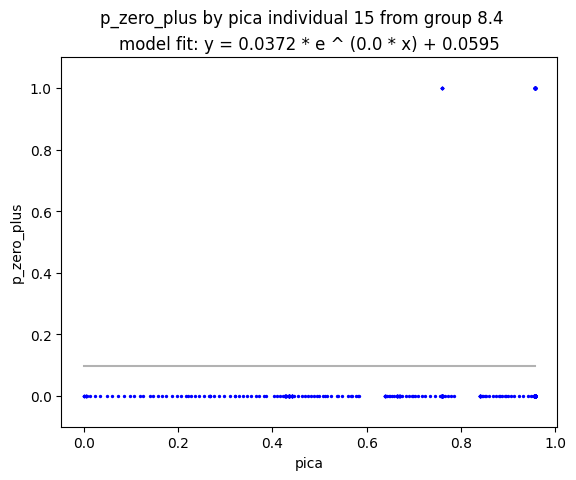 p_zero_plus by pica individual 15 from group 8.4
model fit: y = 0.0372 * e ^ (0.0 * x) + 0.0595
1.0
0.8
0.6
0.4
0.2
0.0
p_zero_plus
0.0 0.2 0.4 0.6 0.8 1.0
pica